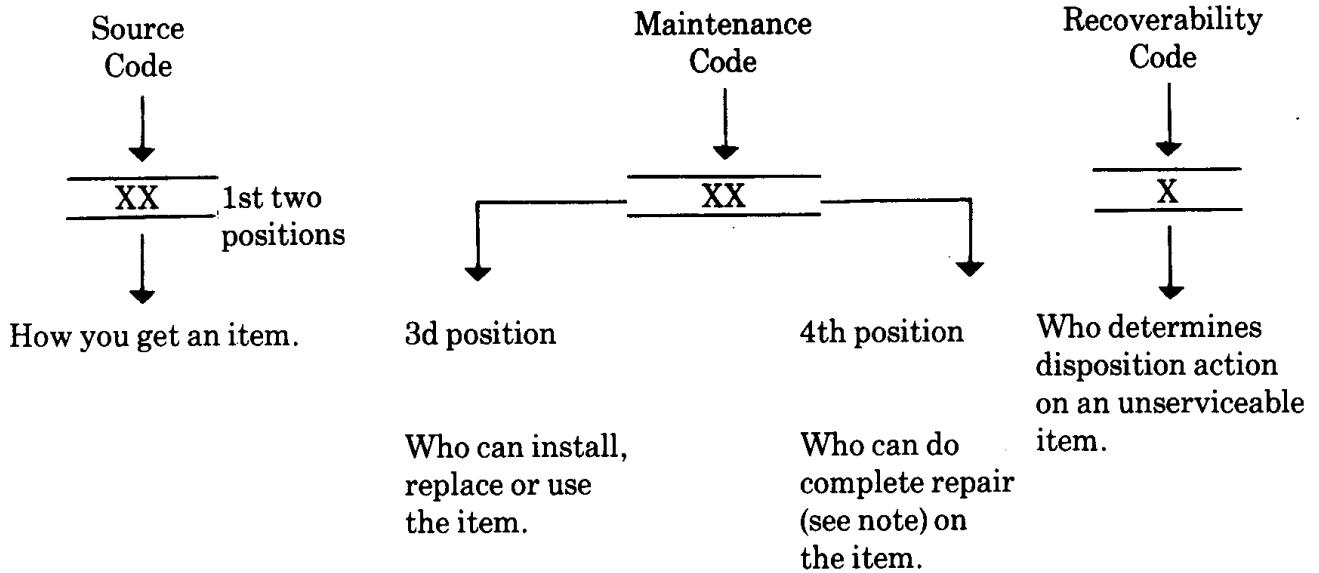 Source
Code
XX
1st two
positions
How you get an item.
Maintenance
Code
XX
3d position
Who can install,
replace or use
the item.
4th position
Who can do
complete repair
(see note) on
the item.
Recoverability
Code
X
Who determines
disposition action
on an unserviceable
item.